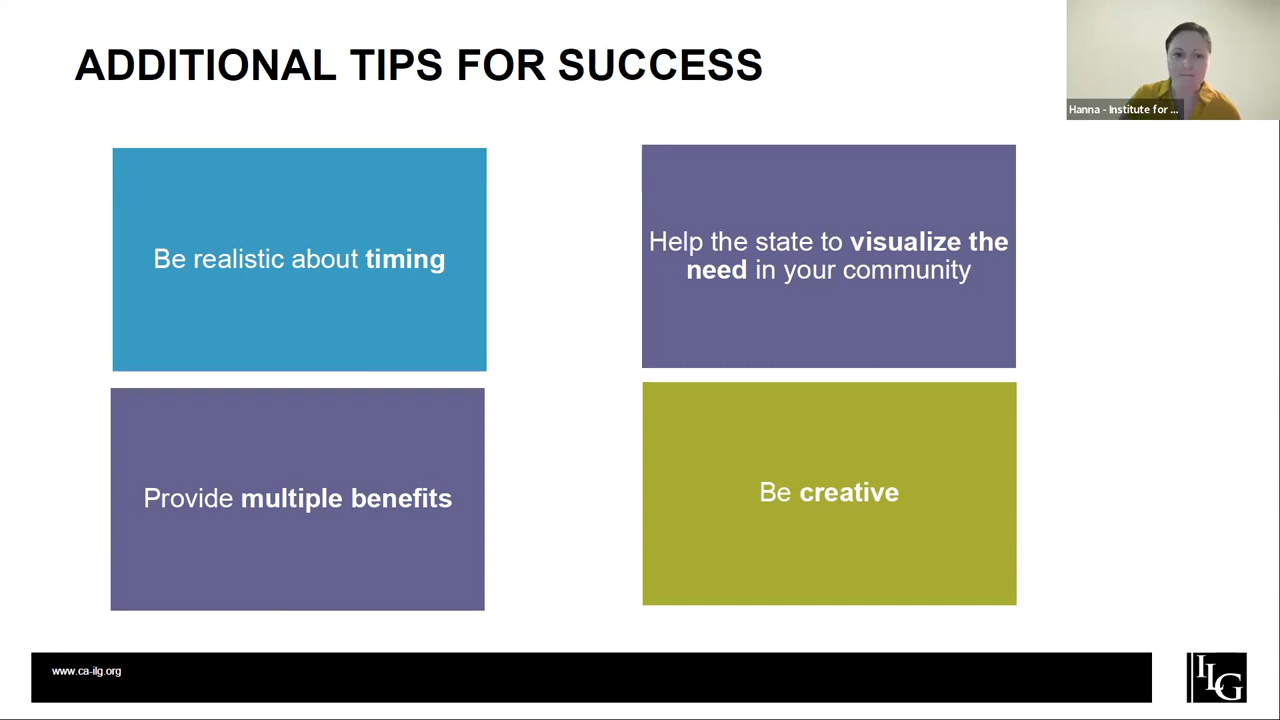 ADDITIONAL TIPS FOR SUCCESS
Hanna - Institute for ...
Be realistic about timing
Help the state to visualize the
need in your community
Provide multiple benefits
Be creative
www.ca-ilg.org
ILG